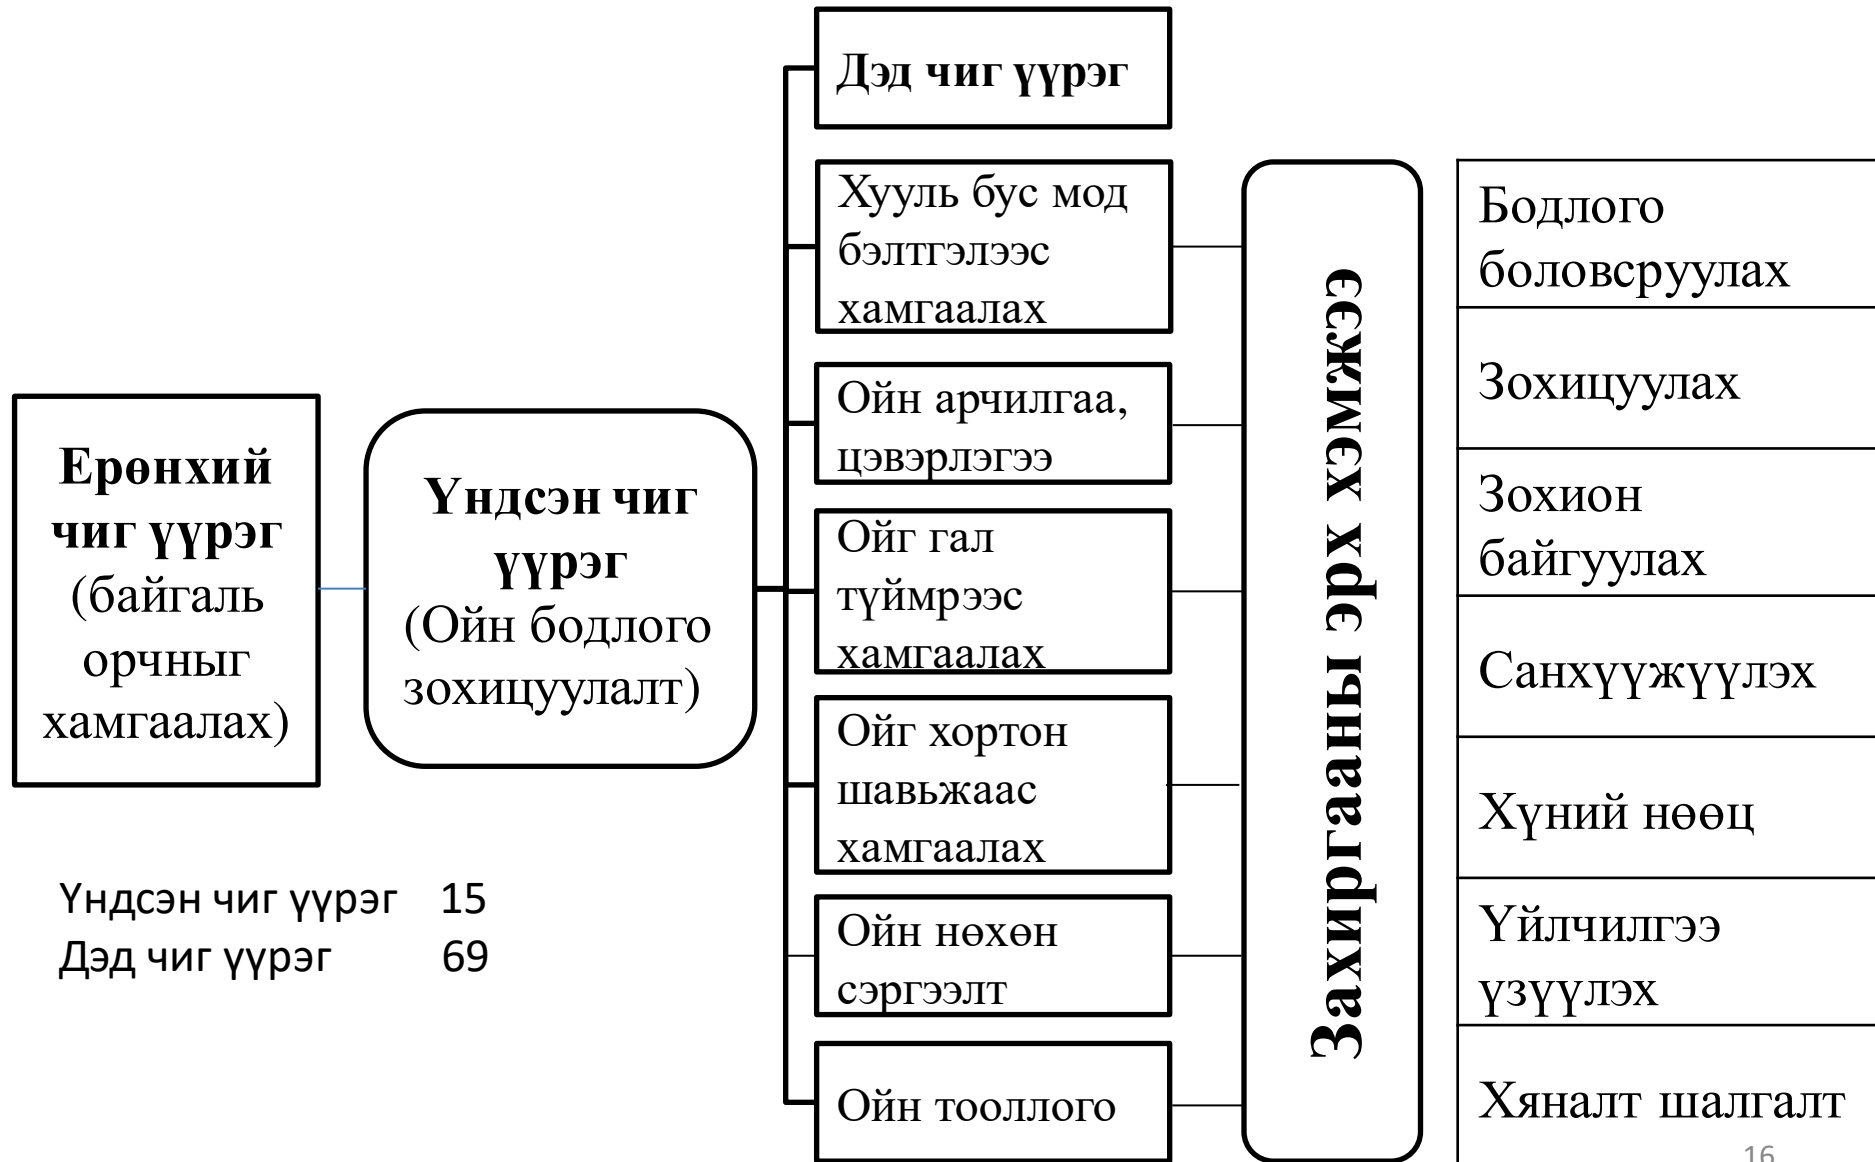 Ерөнхий
чиг үүрэг
(байгаль
орчныг
хамгаалах)
Үндсэн чиг
үүрэг
(Ойн бодлого
зохицуулалт)
Дэд чиг үүрэг
Хууль бус мод
бэлтгэлээс
хамгаалах
Ойн арчилгаа,
цэвэрлэгээ
Ойг гал
түймрээс
хамгаалах
Ойг хортон
шавьжаас
хамгаалах
Ойн нөхөн
сэргээлт
Ойн тооллого
Захиргааны эрх хэмжээ
Бодлого
боловсруулах
Зохицуулах
Зохион
байгуулах
Санхүүжүүлэх
Хүний нөөц
Үйлчилгээ
үзүүлэх
Хяналт шалгалт
Үндсэн чиг үүрэг 15
Дэд чиг үүрэг 69
16